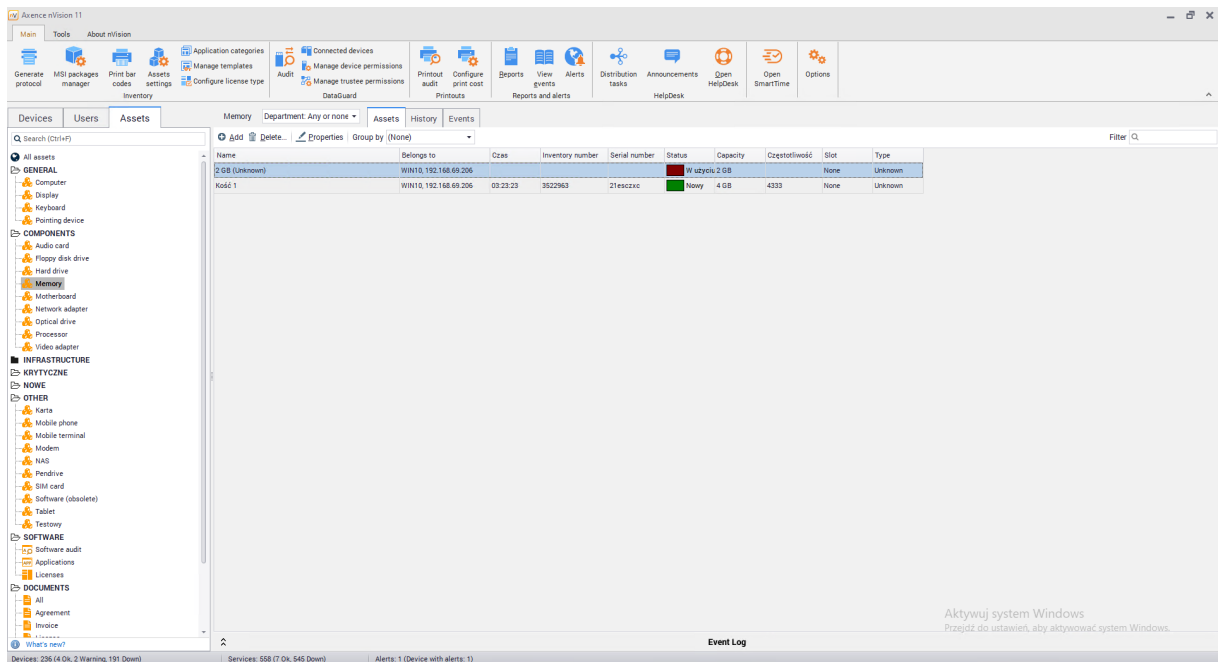 nV Axence nVision 11
Main Tools About nVision
Generate protocol
MSI packages manager
Print bar codes
Assets settings
Application categories
Manage templates
Configure license type
Inventory
Audit
Connected devices
Manage device permissions
Manage trustee permissions
DataGuard
Printout audit
Configure print cost
Printouts
Reports
View events
Alerts
Reports and alerts
Distribution tasks
Announcements
Open HelpDesk
HelpDesk
Open SmartTime
Options
Devices Users Assets
Search (Ctrl+F)
All assets
GENERAL
Computer
Display
Keyboard
Pointing device
COMPONENTS
Audio card
Floppy disk drive
Hard drive
Memory
Motherboard
Network adapter
Optical drive
Processor
Video adapter
INFRASTRUCTURE
KRYTYCZNE
NOWE
OTHER
Karta
Mobile phone
Mobile terminal
Modem
NAS
Pendrive
SIM card
Software (obsolete)
Tablet
Testowy
SOFTWARE
Software audit
Applications
Licenses
DOCUMENTS
All
Agreement
Invoice
What's new?
Memory Department: Any or none Assets History Events
Add Delete... Properties Group by (None) Filter
Name Belongs to Czas Inventory number Serial number Status Capacity Częstotliwość Slot Type
2 GB (Unknown) WIN10, 192.168.69.206 W użyciu 2 GB None Unknown
Kość 1 WIN10, 192.168.69.206 03:23:23 3522963 21esczxc Nowy 4 GB 4333 None Unknown
Aktywuj system Windows
Przejdź do ustawień, aby aktywować system Windows.
Event Log
Devices: 236 (4 Ok, 2 Warning, 191 Down) Services: 558 (7 Ok, 545 Down) Alerts: 1 (Device with alerts: 1)